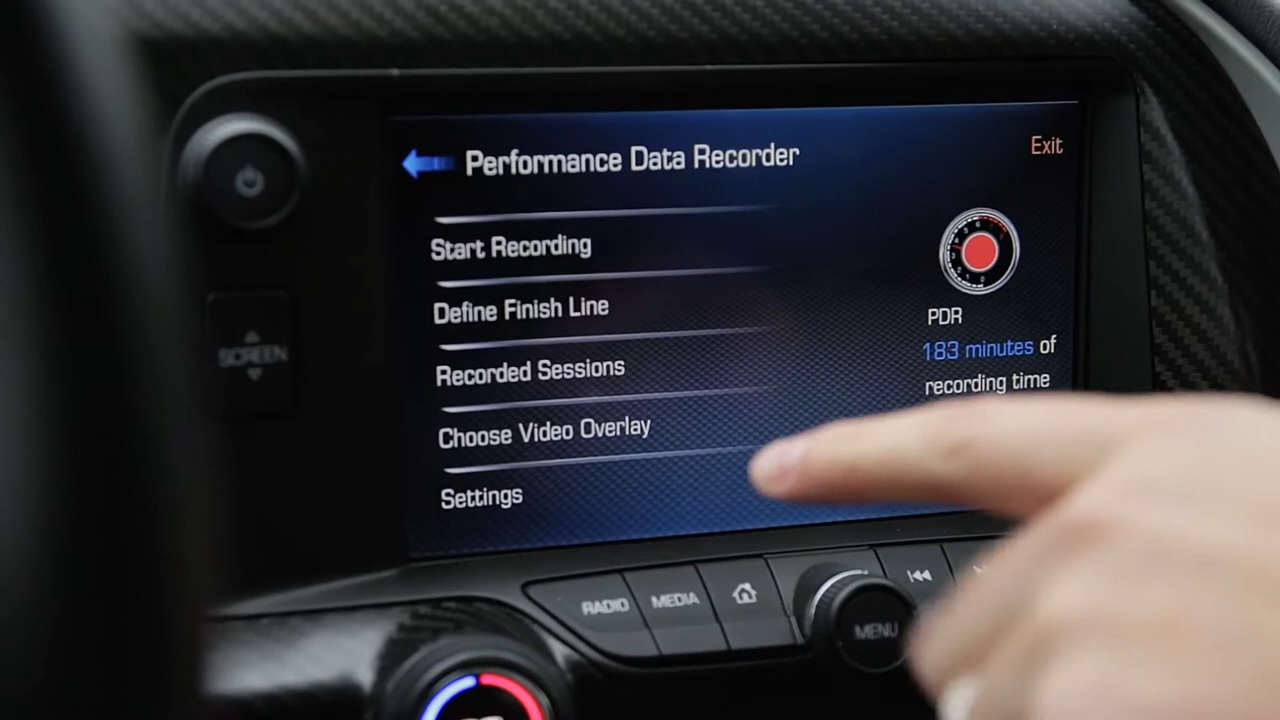 Performance Data Recorder
Exit
Start Recording
Define Finish Line
Recorded Sessions
Choose Video Overlay
Settings
PDR
183 minutes of
recording time
SCREEN
RADIO
MEDIA
MENU